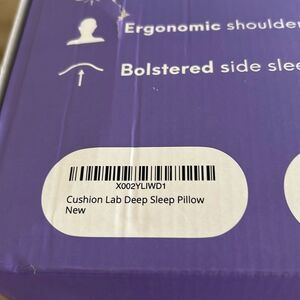 Ergonomic shoulder
Bolstered side slee
X002YLIWD1
Cushion Lab Deep Sleep Pillow
New